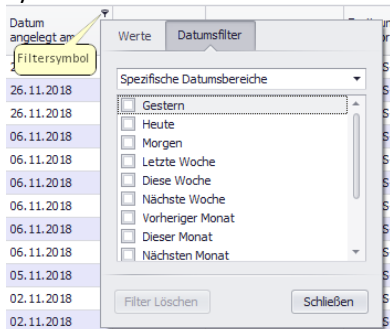 Datum
angelegt am
Filtersymbol
Werte
Datumsfilter
Spezifische Datumsbereiche
Gestern
Heute
Morgen
Letzte Woche
Diese Woche
Nächste Woche
Vorheriger Monat
Dieser Monat
Nächsten Monat
Filter Löschen
Schließen
26.11.2018
26.11.2018
06.11.2018
06.11.2018
06.11.2018
06.11.2018
06.11.2018
06.11.2018
06.11.2018
05.11.2018
02.11.2018
02.11.2018